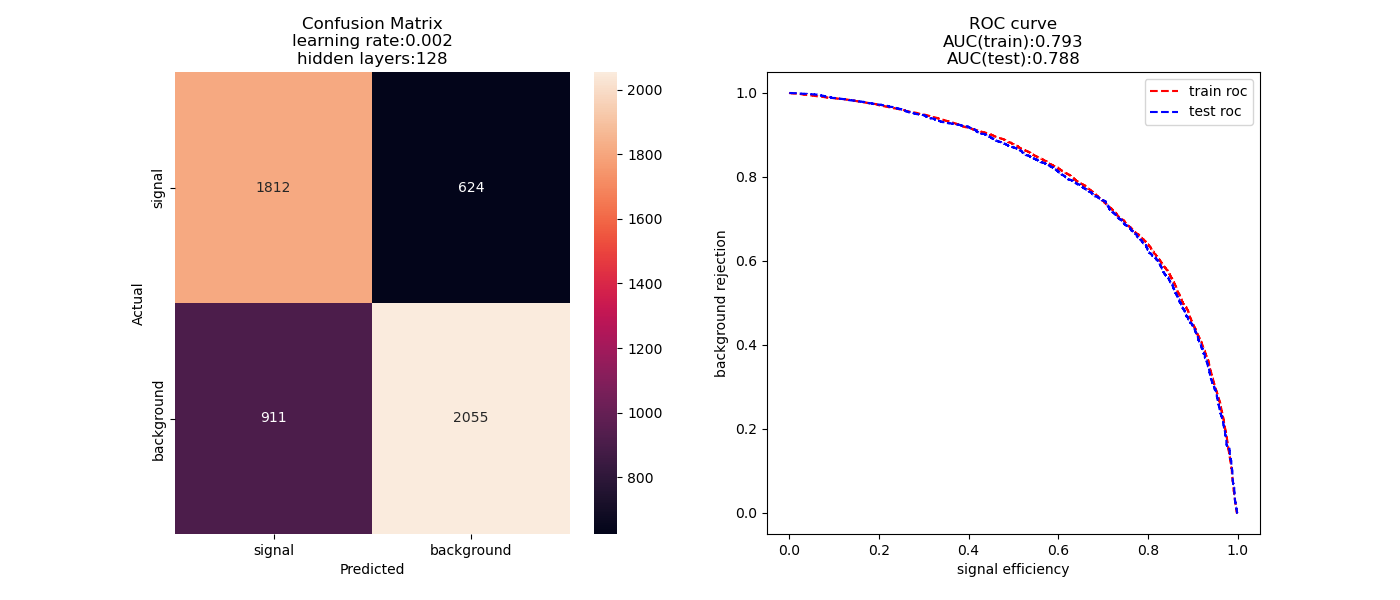 Confusion Matrix
learning rate:0.002
hidden layers:128
signal
background
Actual
1812
624
911
2055
signal
background
Predicted
2000
1800
1600
1400
1200
1000
800
ROC curve
AUC(train):0.793
AUC(test):0.788
train roc
test roc
background rejection
1.0
0.8
0.6
0.4
0.2
0.0
0.0
0.2
0.4
0.6
0.8
1.0
signal efficiency